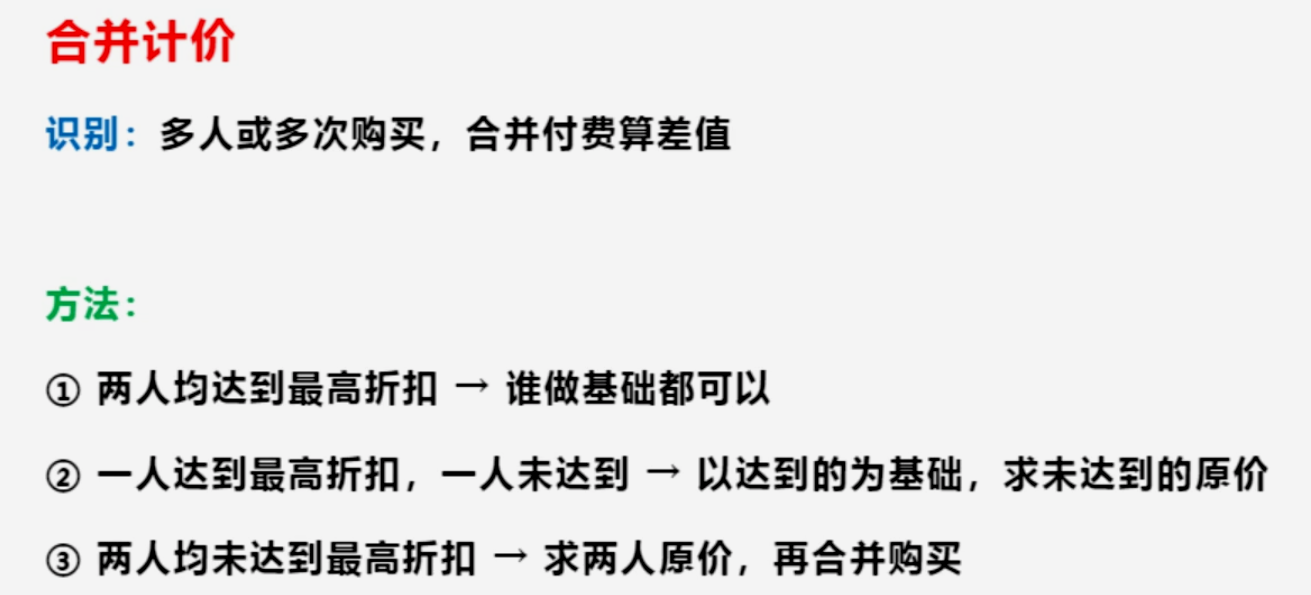 合并计价
识别：多人或多次购买，合并付费算差值
方法：
① 两人均达到最高折扣 → 谁做基础都可以
② 一人达到最高折扣，一人未达到 → 以达到的为基础，求未达到的原价
③ 两人均未达到最高折扣 → 求两人原价，再合并购买